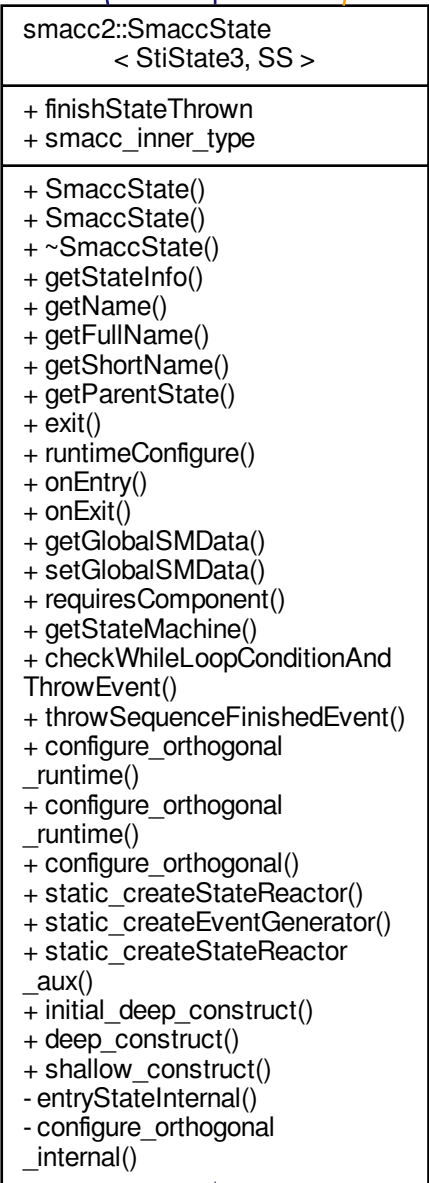 smacc2::SmaccState
< StiState3, SS >
+ finishStateThrown
+ smacc_inner_type
+ SmaccState()
+ SmaccState()
+ ~SmaccState()
+ getStateInfo()
+ getName()
+ getFullName()
+ getShortName()
+ getParentState()
+ exit()
+ runtimeConfigure()
+ onEntry()
+ onExit()
+ getGlobalSMData()
+ setGlobalSMData()
+ requiresComponent()
+ getStateMachine()
+ checkWhileLoopConditionAnd
ThrowEvent()
+ throwSequenceFinishedEvent()
+ configure_orthogonal
_runtime()
+ configure_orthogonal
_runtime()
+ configure_orthogonal()
+ static_createStateReactor()
+ static_createEventGenerator()
+ static_createStateReactor
_aux()
+ initial_deep_construct()
+ deep_construct()
+ shallow_construct()
- entryStateInternal()
- configure_orthogonal
_internal()